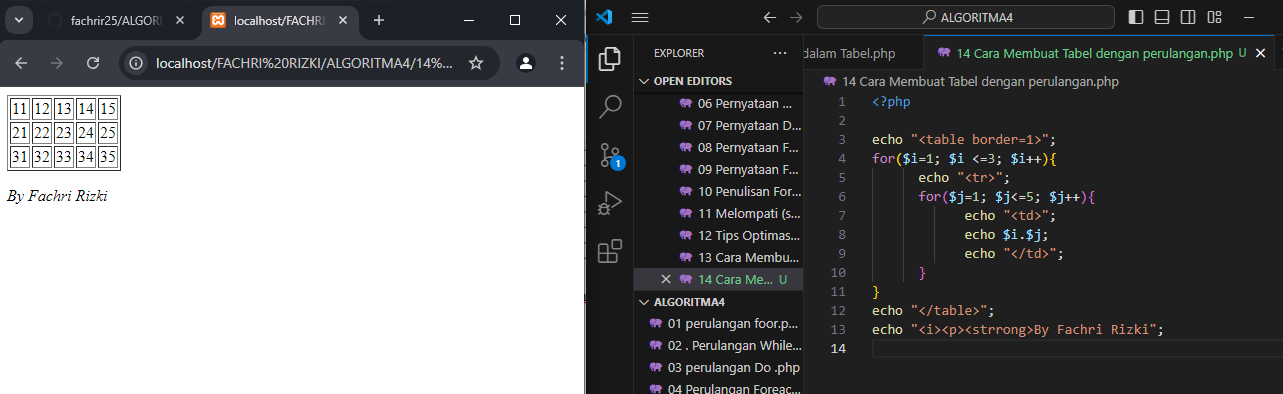 fachrir25/ALGORI
localhost/FACHRI
localhost/FACHRI%20RIZKI/ALGORITMA4/14%...
11 12 13 14 15
21 22 23 24 25
31 32 33 34 35
By Fachri Rizki
ALGORITMA4
EXPLORER
dalam Tabel.php
14 Cara Membuat Tabel dengan perulangan.php U
OPEN EDITORS
06 Pernyataan ...
07 Pernyataan D...
08 Pernyataan F...
09 Pernyataan F...
10 Penulisan For...
11 Melompati (s...
12 Tips Optimas...
13 Cara Membu...
14 Cara Me... U
1
ALGORITMA4
01 perulangan foor.p...
02 . Perulangan While...
03 perulangan Do .php
04 Perulangan Foreac...
14 Cara Membuat Tabel dengan perulangan.php
1 <?php
2
3 echo "<table border=1>";
4 for($i=1; $i <=3; $i++){
5 echo "<tr>";
6 for($j=1; $j<=5; $j++){
7 echo "<td>";
8 echo $i.$j;
9 echo "</td>";
10 }
11 }
12 echo "</table>";
13 echo "<i><p><strrong>By Fachri Rizki";
14